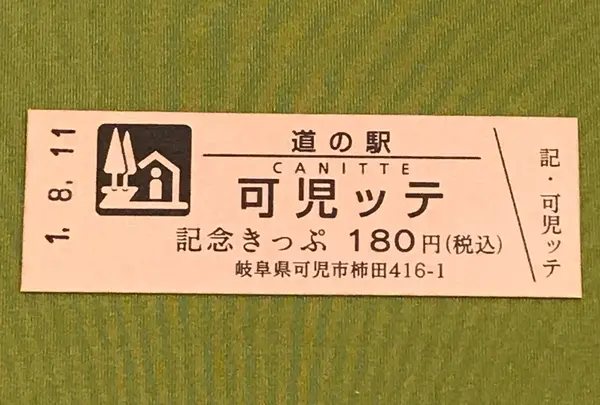 1. 8. 11
道の駅
CANITTE
可児ッテ
記念きっぷ 180円(税込)
岐阜県可児市柿田416-1
記・可児ッテ